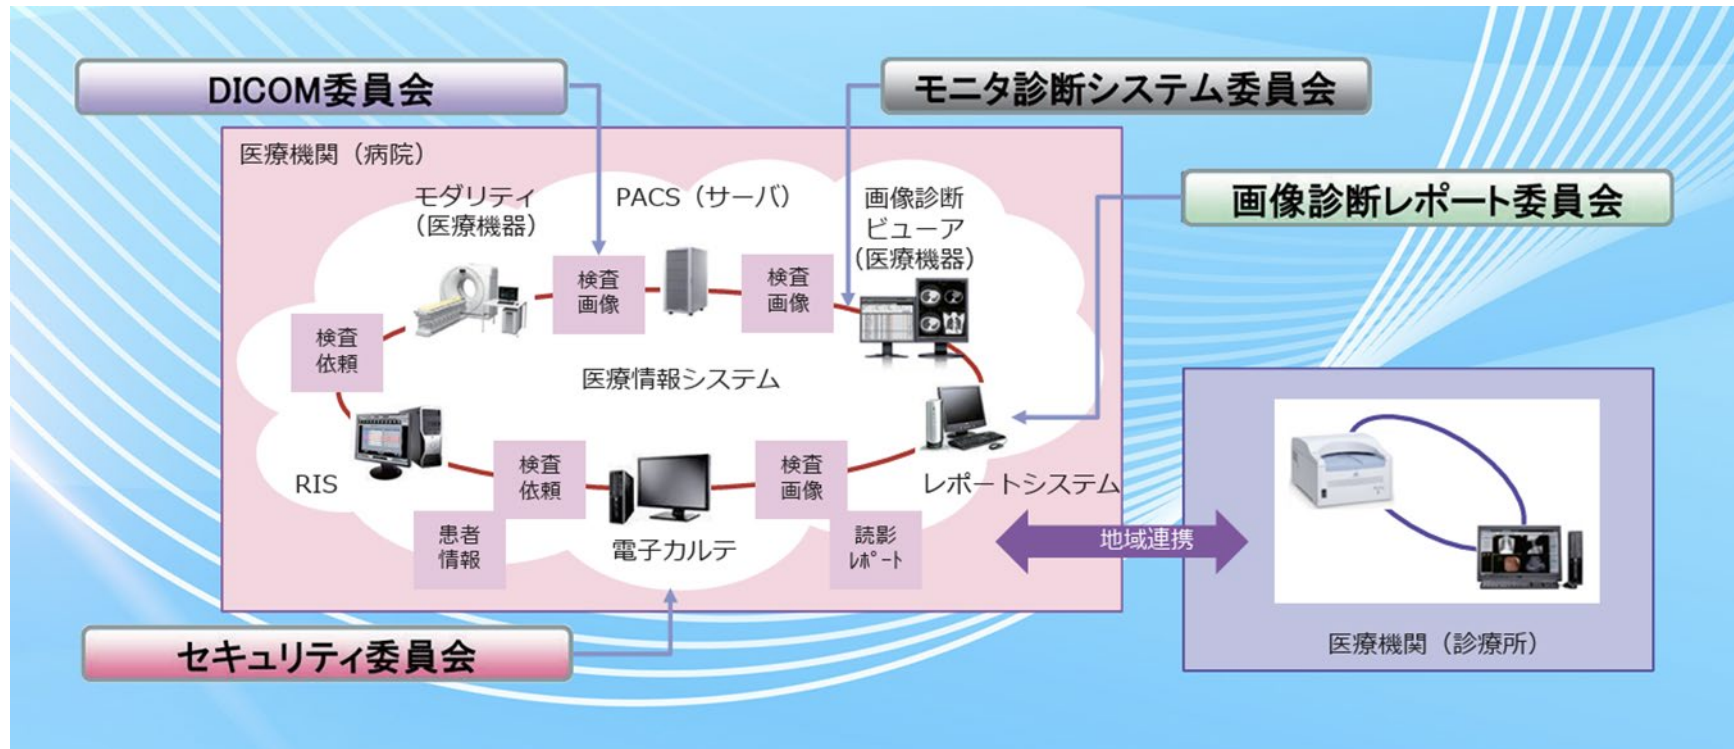 DICOM委員会
モニタ診断システム委員会
医療機関（病院）
モダリティ
（医療機器）
PACS（サーバ）
画像診断
ビューア
（医療機器）
画像診断レポート委員会
検査
画像
検査
画像
検査
依頼
医療情報システム
RIS
検査
依頼
検査
画像
レポートシステム
患者
情報
電子カルテ
読影
ﾚﾎﾟｰﾄ
地域連携
医療機関（診療所）
セキュリティ委員会